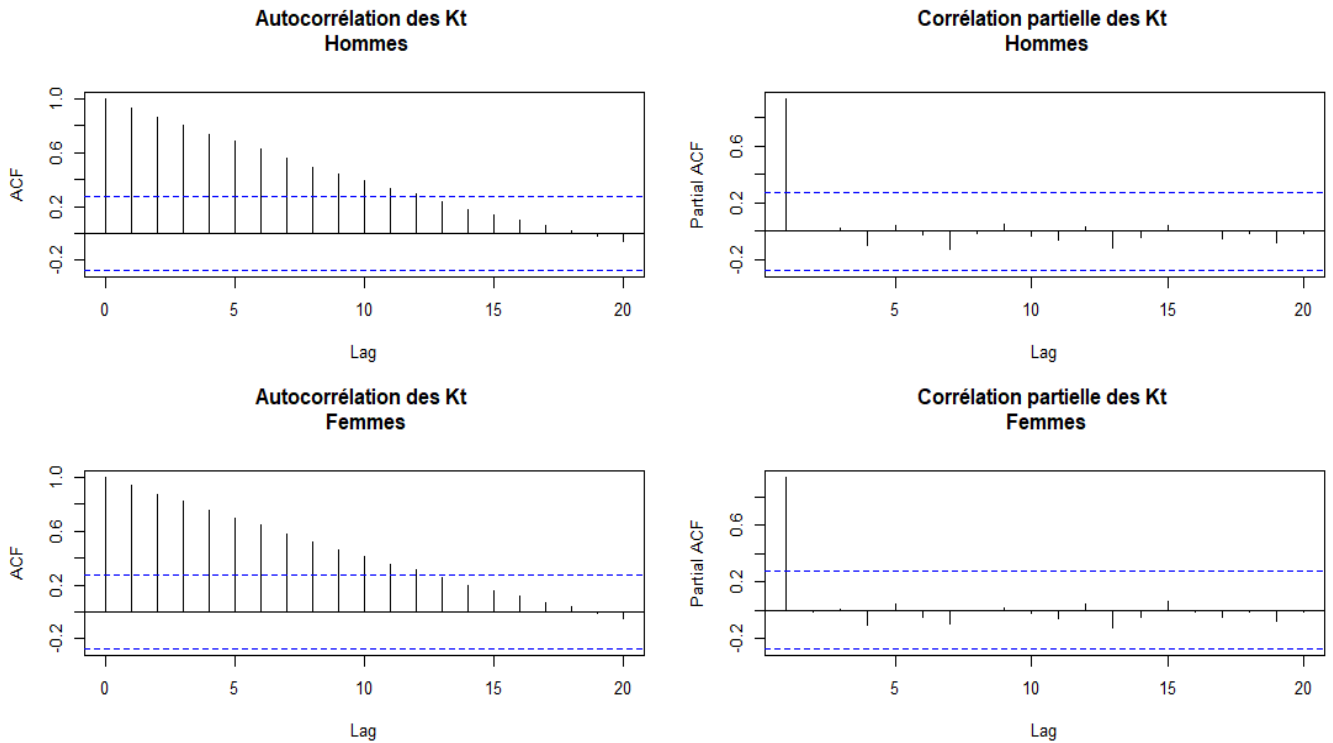 Autocorrélation des Kt
Hommes
ACF
1.0
0.6
0.2
-0.2
0 5 10 15 20
Lag
Corrélation partielle des Kt
Hommes
Partial ACF
0.6
0.2
-0.2
5 10 15 20
Lag
Autocorrélation des Kt
Femmes
ACF
1.0
0.6
0.2
-0.2
0 5 10 15 20
Lag
Corrélation partielle des Kt
Femmes
Partial ACF
0.6
0.2
-0.2
5 10 15 20
Lag